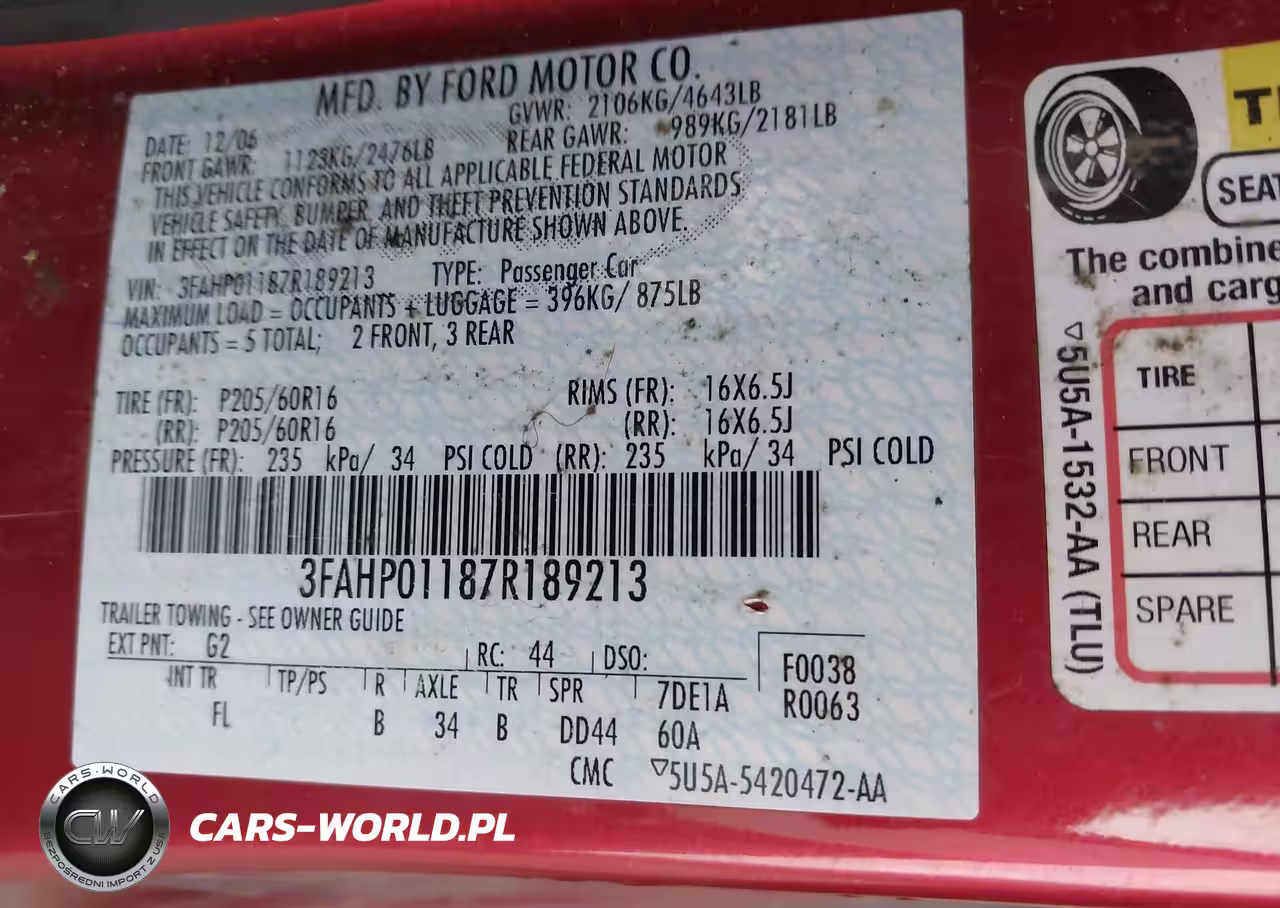 MFD. BY FORD MOTOR CO.
DATE: 12/06 GVWR: 2106KG/4643LB
FRONT GAWR: 1123KG/2476LB REAR GAWR: 989KG/2181LB
THIS VEHICLE CONFORMS TO ALL APPLICABLE FEDERAL MOTOR
VEHICLE SAFETY, BUMPER, AND THEFT PREVENTION STANDARDS
IN EFFECT ON THE DATE OF MANUFACTURE SHOWN ABOVE.
VIN: 3FAHP01187R189213 TYPE: Passenger Car
MAXIMUM LOAD = OCCUPANTS + LUGGAGE = 396KG/ 875LB
OCCUPANTS = 5 TOTAL; 2 FRONT, 3 REAR
TIRE (FR): P205/60R16 RIMS (FR): 16X6.5J
(RR): P205/60R16 (RR): 16X6.5J
PRESSURE (FR): 235 kPa/ 34 PSI COLD (RR): 235 kPa/ 34 PSI COLD
3FAHP01187R189213
TRAILER TOWING - SEE OWNER GUIDE
EXT PNT: G2 RC: 44 DSO: F0038
INT TR TP/PS R AXLE TR SPR 7DE1A R0063
FL B 34 B DD44 60A
CMC ▽5U5A-5420472-AA
SEAT
The combine
and carg
TIRE
FRONT
REAR
SPARE
▽5U5A-1532-AA (TLU)
CARS-WORLD
CW
BEZPOŚREDNI IMPORT Z USA
CARS-WORLD.PL